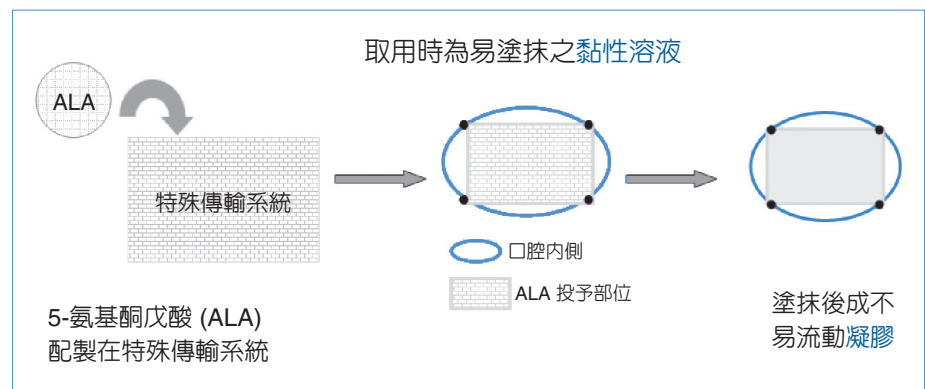 取用時為易塗抹之黏性溶液
ALA
特殊傳輸系統
口腔內側
ALA 投予部位
5-氨基酮戊酸 (ALA)
配製在特殊傳輸系統
塗抹後成不
易流動凝膠